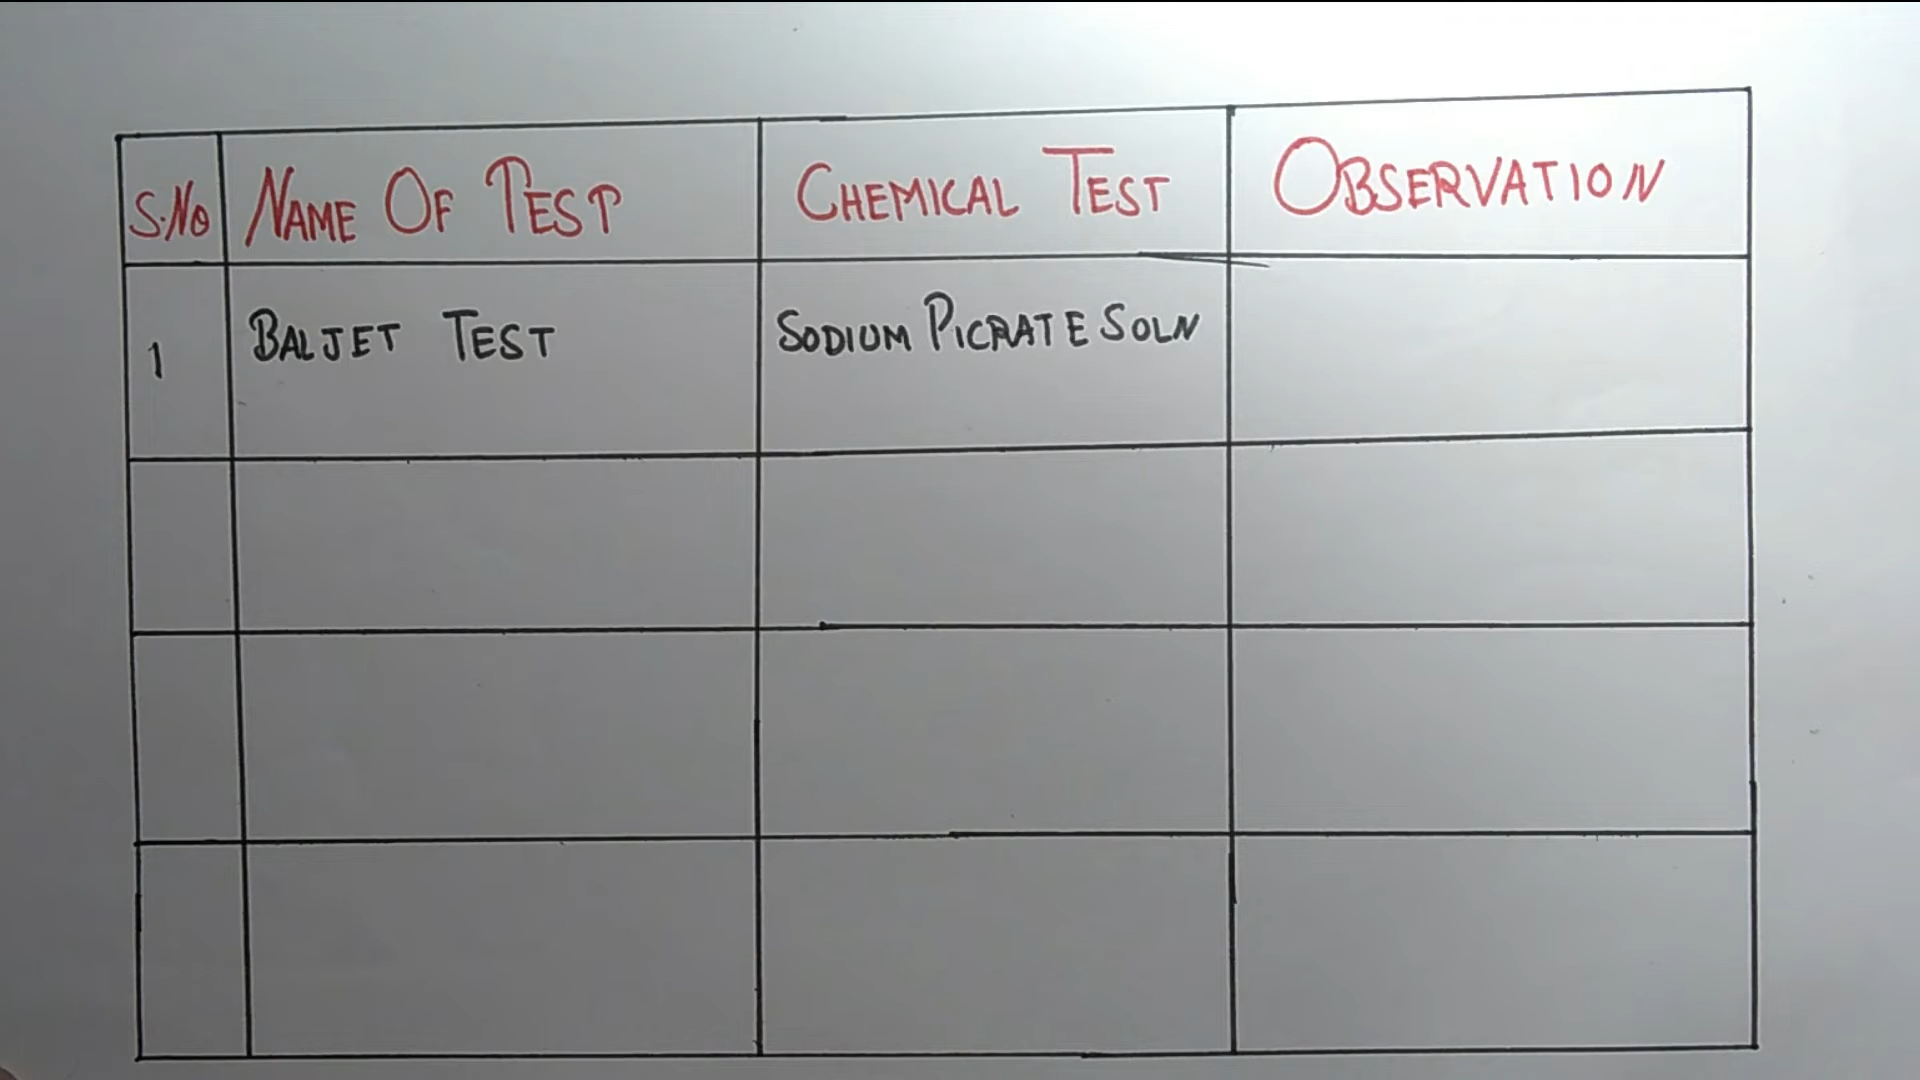 S.No NAME OF TEST CHEMICAL TEST OBSERVATION
1 BALJET TEST SODIUM PICRATE SOLN